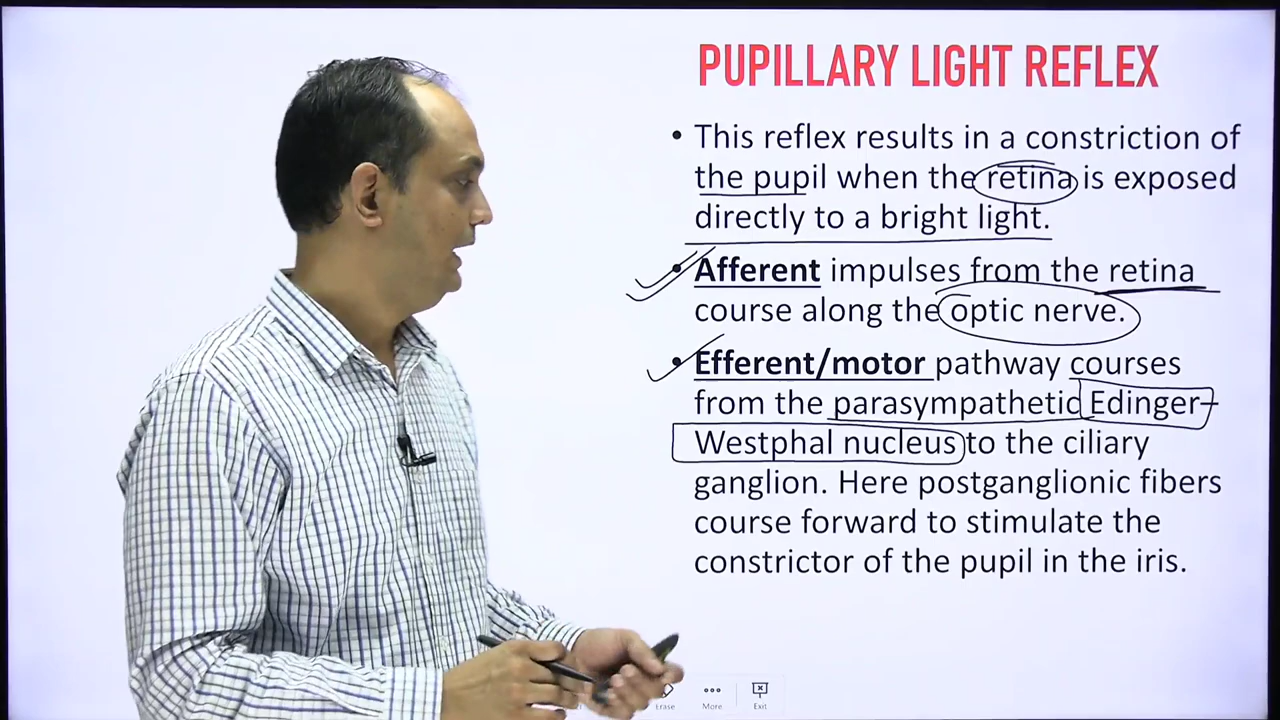 PUPILLARY LIGHT REFLEX
• This reflex results in a constriction of
the pupil when the retina is exposed
directly to a bright light.
• Afferent impulses from the retina
course along the optic nerve.
• Efferent/motor pathway courses
from the parasympathetic Edinger–
Westphal nucleus to the ciliary
ganglion. Here postganglionic fibers
course forward to stimulate the
constrictor of the pupil in the iris.
Erase More Exit